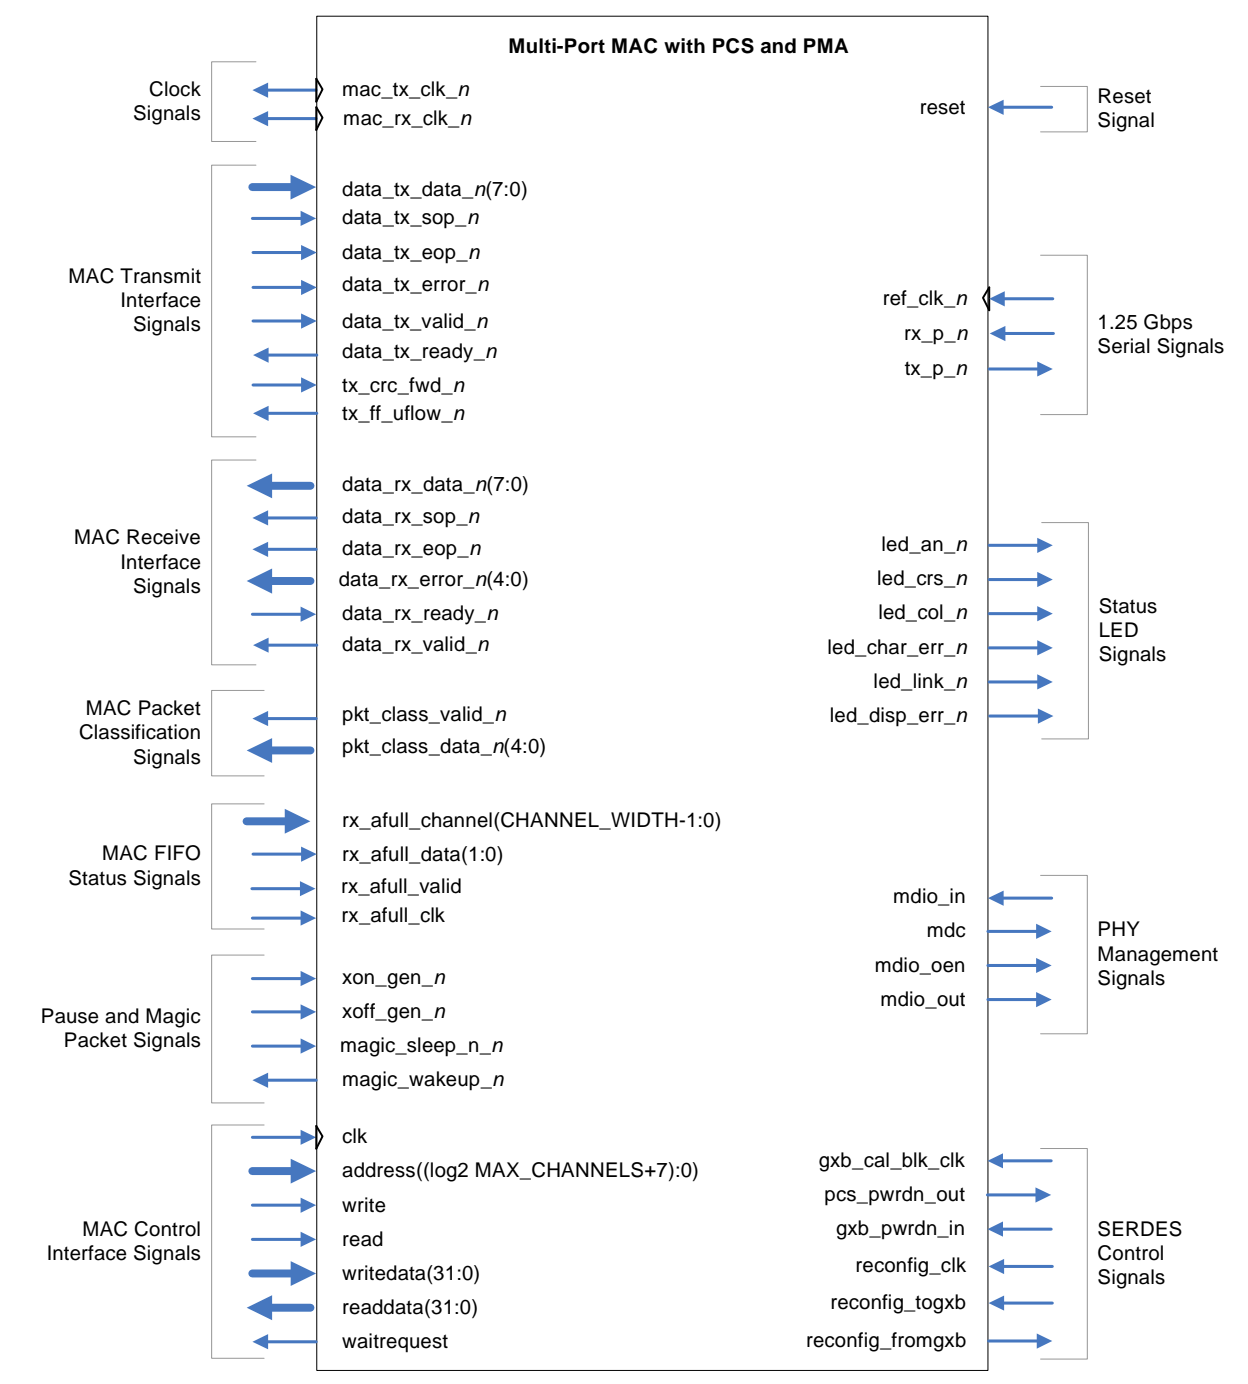 Multi-Port MAC with PCS and PMA
Clock
Signals
mac_tx_clk_n
mac_rx_clk_n
MAC Transmit
Interface
Signals
data_tx_data_n(7:0)
data_tx_sop_n
data_tx_eop_n
data_tx_error_n
data_tx_valid_n
data_tx_ready_n
tx_crc_fwd_n
tx_ff_uflow_n
MAC Receive
Interface
Signals
data_rx_data_n(7:0)
data_rx_sop_n
data_rx_eop_n
data_rx_error_n(4:0)
data_rx_ready_n
data_rx_valid_n
MAC Packet
Classification
Signals
pkt_class_valid_n
pkt_class_data_n(4:0)
MAC FIFO
Status Signals
rx_afull_channel(CHANNEL_WIDTH-1:0)
rx_afull_data(1:0)
rx_afull_valid
rx_afull_clk
Pause and Magic
Packet Signals
xon_gen_n
xoff_gen_n
magic_sleep_n_n
magic_wakeup_n
MAC Control
Interface Signals
clk
address((log2 MAX_CHANNELS+7):0)
write
read
writedata(31:0)
readdata(31:0)
waitrequest
reset
Reset
Signal
ref_clk_n
rx_p_n
tx_p_n
1.25 Gbps
Serial Signals
led_an_n
led_crs_n
led_col_n
led_char_err_n
led_link_n
led_disp_err_n
Status
LED
Signals
mdio_in
mdc
mdio_oen
mdio_out
PHY
Management
Signals
gxb_cal_blk_clk
pcs_pwrdn_out
gxb_pwrdn_in
reconfig_clk
reconfig_togxb
reconfig_fromgxb
SERDES
Control
Signals